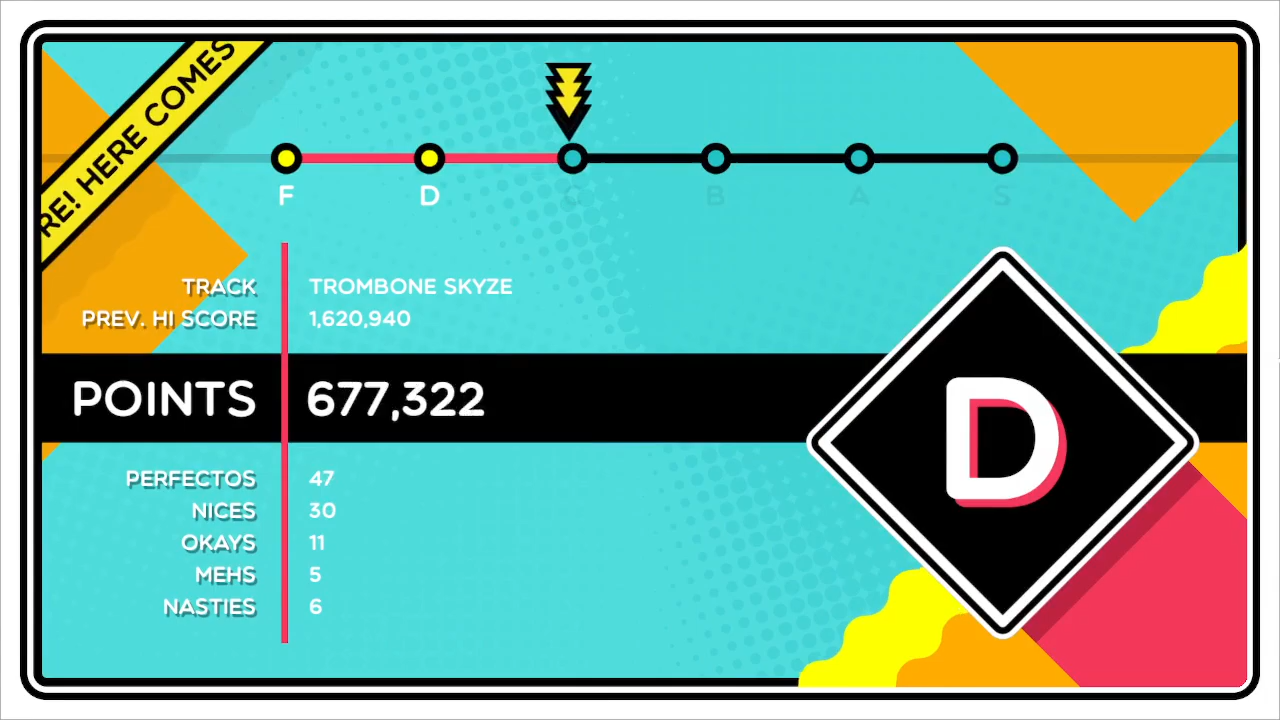 RE! HERE COMES
F D C B A S
TRACK TROMBONE SKYZE
PREV. HI SCORE 1,620,940
POINTS 677,322
D
PERFECTOS 47
NICES 30
OKAYS 11
MEHS 5
NASTIES 6